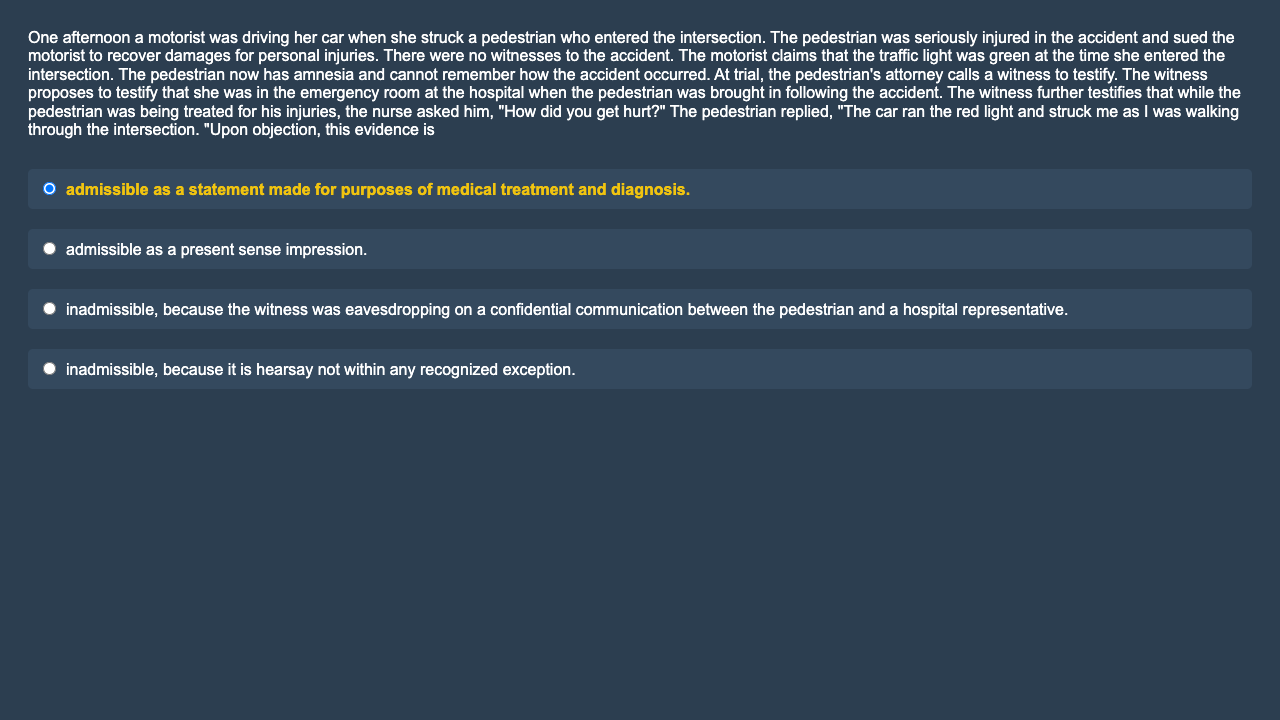 One afternoon a motorist was driving her car when she struck a pedestrian who entered the intersection. The pedestrian was seriously injured in the accident and sued the
motorist to recover damages for personal injuries. There were no witnesses to the accident. The motorist claims that the traffic light was green at the time she entered the
intersection. The pedestrian now has amnesia and cannot remember how the accident occurred. At trial, the pedestrian's attorney calls a witness to testify. The witness
proposes to testify that she was in the emergency room at the hospital when the pedestrian was brought in following the accident. The witness further testifies that while the
pedestrian was being treated for his injuries, the nurse asked him, "How did you get hurt?" The pedestrian replied, "The car ran the red light and struck me as I was walking
through the intersection. "Upon objection, this evidence is
admissible as a statement made for purposes of medical treatment and diagnosis.
admissible as a present sense impression.
inadmissible, because the witness was eavesdropping on a confidential communication between the pedestrian and a hospital representative.
inadmissible, because it is hearsay not within any recognized exception.